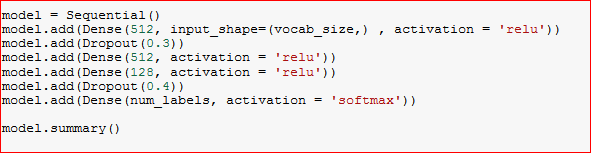 model = Sequential()
model.add(Dense(512, input_shape=(vocab_size,) , activation = 'relu'))
model.add(Dropout(0.3))
model.add(Dense(512, activation = 'relu'))
model.add(Dense(128, activation = 'relu'))
model.add(Dropout(0.4))
model.add(Dense(num_labels, activation = 'softmax'))
model.summary()